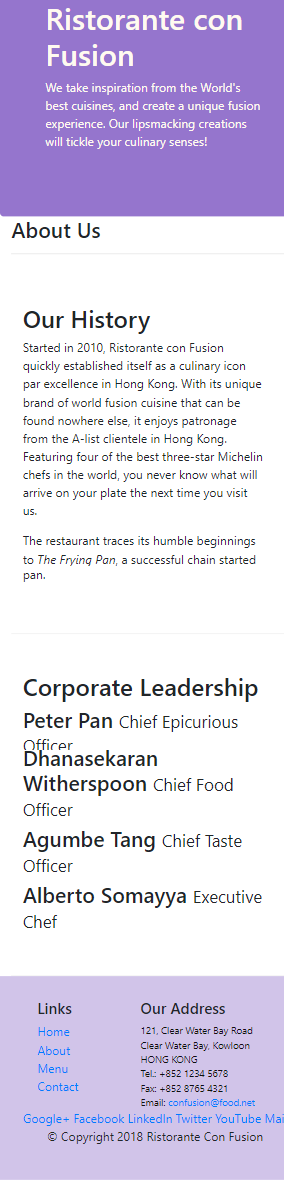 Ristorante con
Fusion
We take inspiration from the World's
best cuisines, and create a unique fusion
experience. Our lipsmacking creations
will tickle your culinary senses!
About Us
Our History
Started in 2010, Ristorante con Fusion
quickly established itself as a culinary icon
par excellence in Hong Kong. With its unique
brand of world fusion cuisine that can be
found nowhere else, it enjoys patronage
from the A-list clientele in Hong Kong.
Featuring four of the best three-star Michelin
chefs in the world, you never know what will
arrive on your plate the next time you visit
us.
The restaurant traces its humble beginnings
to The Frying Pan, a successful chain started
pan.
Corporate Leadership
Peter Pan Chief Epicurious
Officer
Dhanasekaran
Witherspoon Chief Food
Officer
Agumbe Tang Chief Taste
Officer
Alberto Somayya Executive
Chef
Links
Home
About
Menu
Contact
Our Address
121, Clear Water Bay Road
Clear Water Bay, Kowloon
HONG KONG
Tel.: +852 1234 5678
Fax: +852 8765 4321
Email: confusion@food.net
Google+ Facebook LinkedIn Twitter YouTube Mai
© Copyright 2018 Ristorante Con Fusion